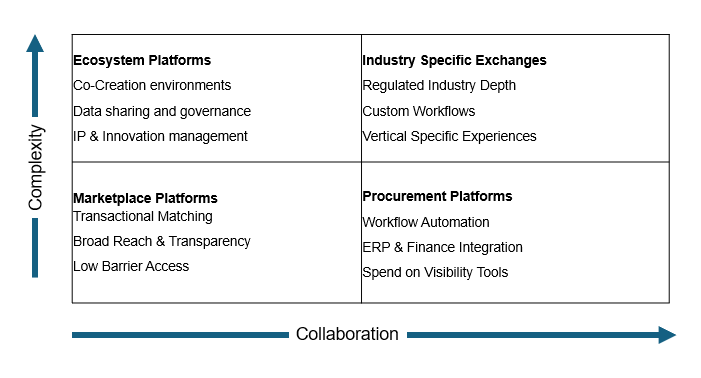 Complexity
Ecosystem Platforms
Co-Creation environments
Data sharing and governance
IP & Innovation management
Industry Specific Exchanges
Regulated Industry Depth
Custom Workflows
Vertical Specific Experiences
Marketplace Platforms
Transactional Matching
Broad Reach & Transparency
Low Barrier Access
Procurement Platforms
Workflow Automation
ERP & Finance Integration
Spend on Visibility Tools
Collaboration